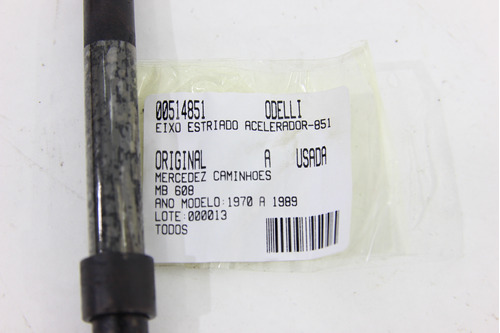 00514851 ODELLI
EIXO ESTRIADO ACELERADOR-851
ORIGINAL A USADA
MERCEDEZ CAMINHOES
MB 608
ANO MODELO:1970 A 1989
LOTE:000013
TODOS